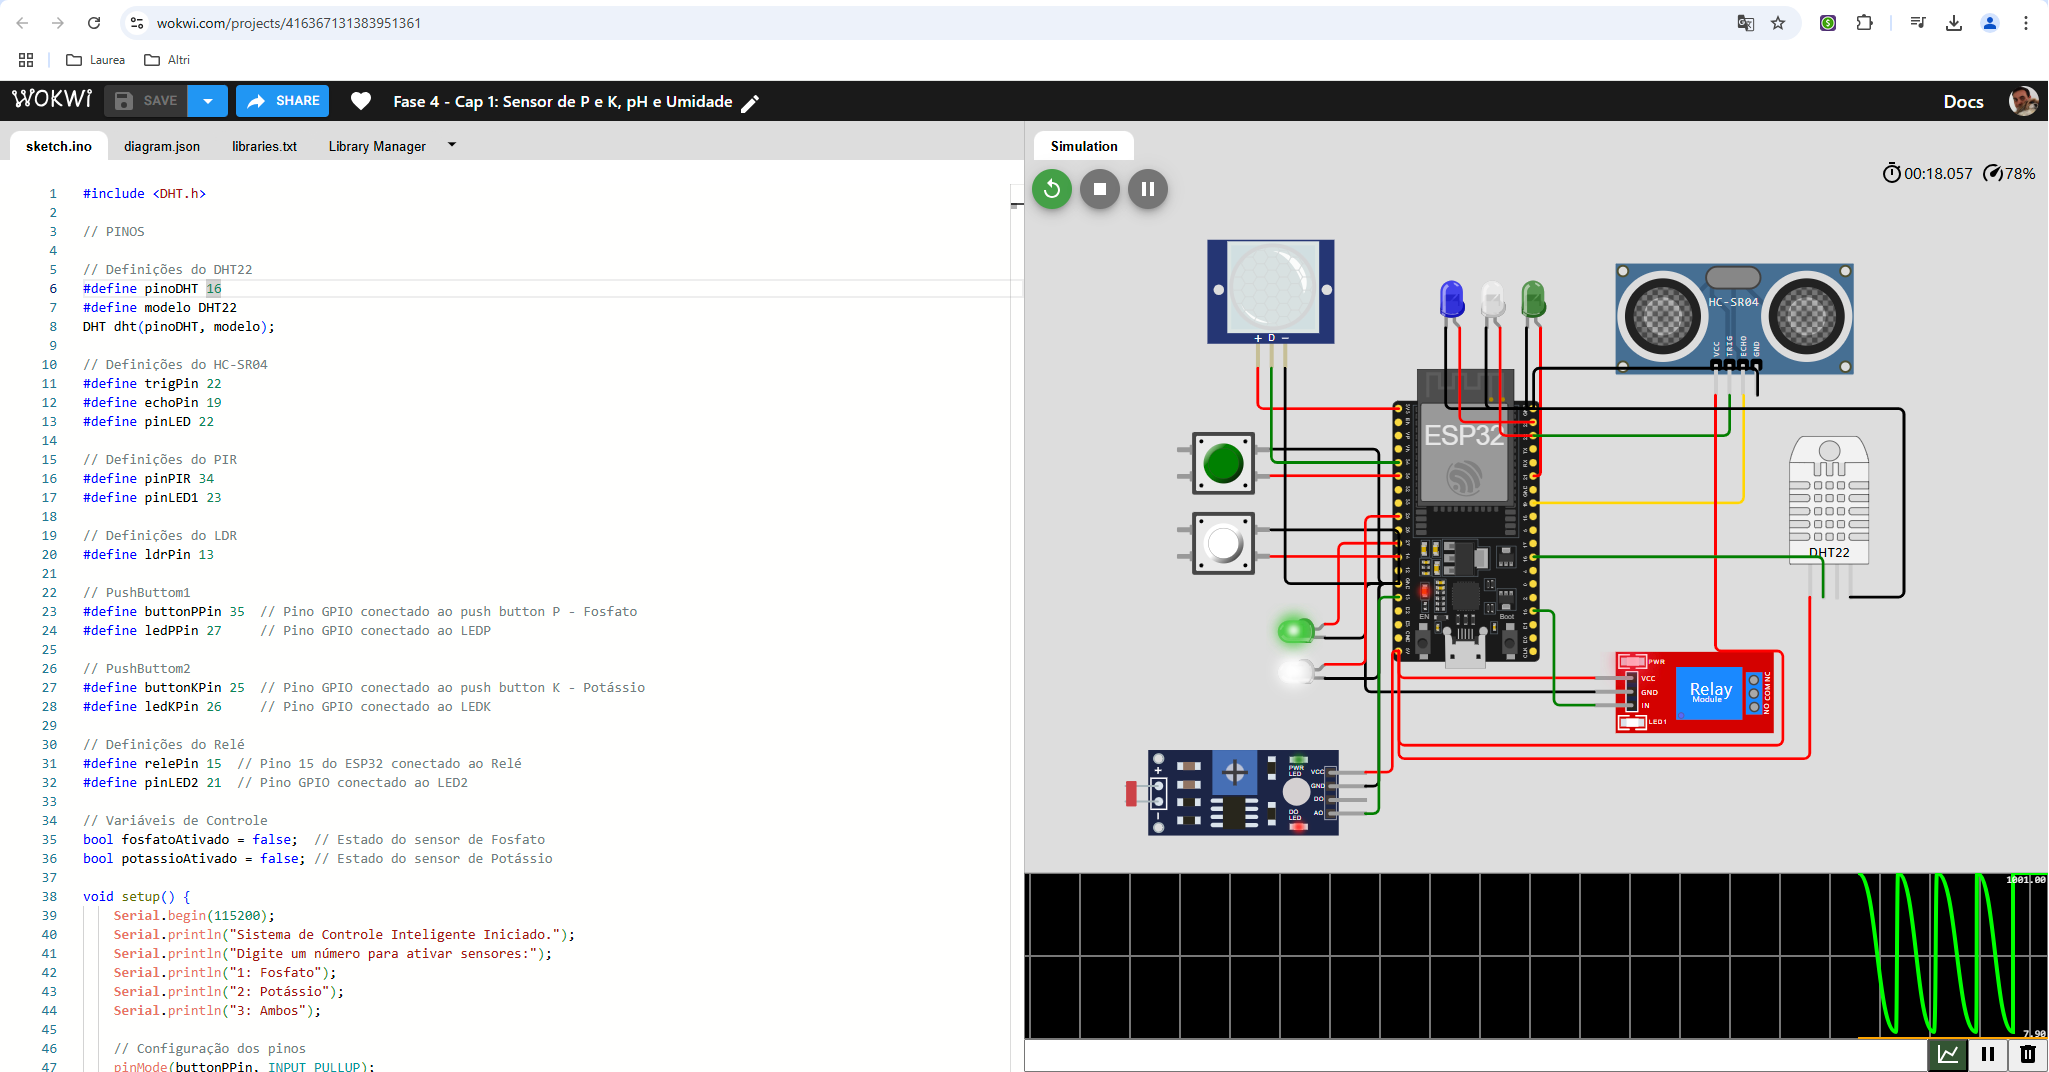 wokwi.com/projects/416367131383951361
Laurea
Altri
WOKWI
SAVE
SHARE
Fase 4 - Cap 1: Sensor de P e K, pH e Umidade
Docs
sketch.ino
diagram.json
libraries.txt
Library Manager
1 #include <DHT.h>
2
3 // PINOS
4
5 // Definições do DHT22
6 #define pinoDHT 16
7 #define modelo DHT22
8 DHT dht(pinoDHT, modelo);
9
10 // Definições do HC-SR04
11 #define trigPin 22
12 #define echoPin 19
13 #define pinLED 22
14
15 // Definições do PIR
16 #define pinPIR 34
17 #define pinLED1 23
18
19 // Definições do LDR
20 #define ldrPin 13
21
22 // PushButtom1
23 #define buttonPPin 35  // Pino GPIO conectado ao push button P - Fosfato
24 #define ledPPin 27     // Pino GPIO conectado ao LEDP
25
26 // PushButtom2
27 #define buttonKPin 25  // Pino GPIO conectado ao push button K - Potássio
28 #define ledKPin 26     // Pino GPIO conectado ao LEDK
29
30 // Definições do Relé
31 #define relePin 15  // Pino 15 do ESP32 conectado ao Relé
32 #define pinLED2 21  // Pino GPIO conectado ao LED2
33
34 // Variáveis de Controle
35 bool fosfatoAtivado = false;  // Estado do sensor de Fosfato
36 bool potassioAtivado = false; // Estado do sensor de Potássio
37
38 void setup() {
39 Serial.begin(115200);
40 Serial.println("Sistema de Controle Inteligente Iniciado.");
41 Serial.println("Digite um número para ativar sensores:");
42 Serial.println("1: Fosfato");
43 Serial.println("2: Potássio");
44 Serial.println("3: Ambos");
45
46 // Configuração dos pinos
47 pinMode(buttonPPin, INPUT_PULLUP);
Simulation
00:18.057
78%
+ D −
HC-SR04
VCC
TRIG
ECHO
GND
ESP32
EN
Boot
DHT22
PWR
VCC
GND
IN
LED1
Relay
Module
NO COM NC
PWR
LED
DO
LED
VCC
GND
DO
AO
1001.00
7.90